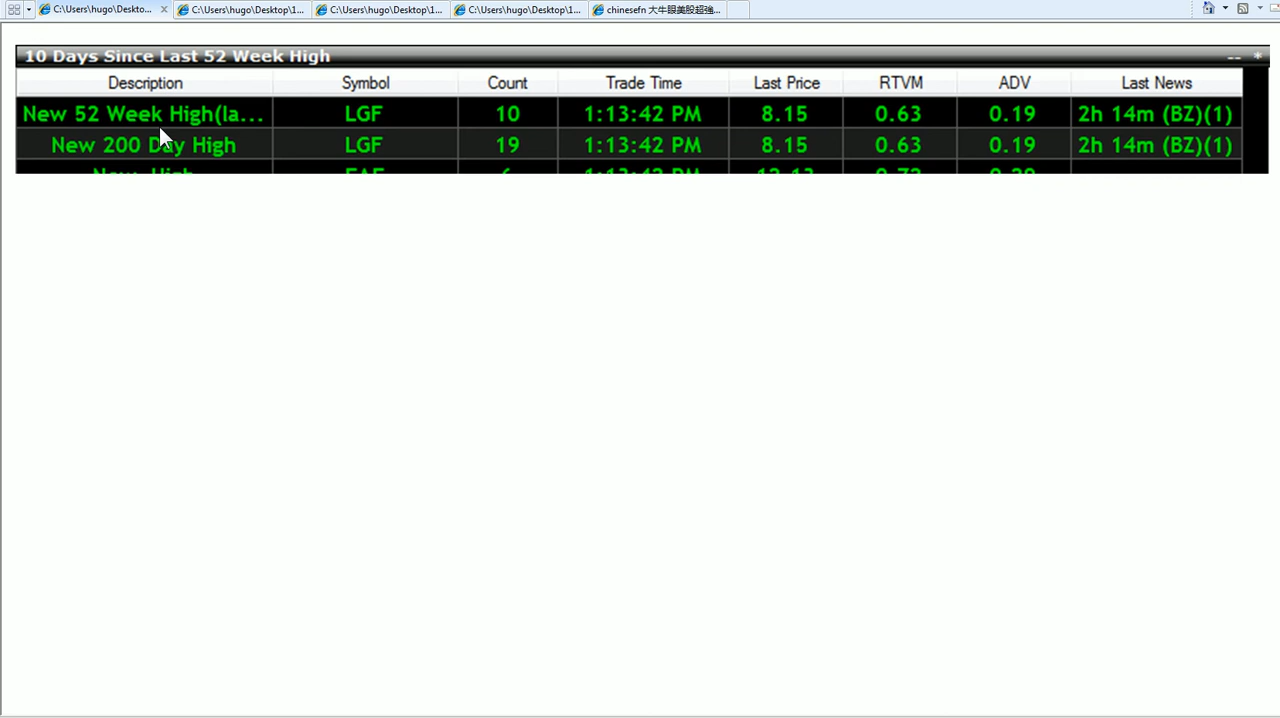 C:\Users\hugo\Deskto... C:\Users\hugo\Desktop\1... C:\Users\hugo\Desktop\1... C:\Users\hugo\Desktop\1... chinesefn 大牛眼美股超強...
10 Days Since Last 52 Week High
Description Symbol Count Trade Time Last Price RTVM ADV Last News
New 52 Week High(la... LGF 10 1:13:42 PM 8.15 0.63 0.19 2h 14m (BZ)(1)
New 200 Day High LGF 19 1:13:42 PM 8.15 0.63 0.19 2h 14m (BZ)(1)